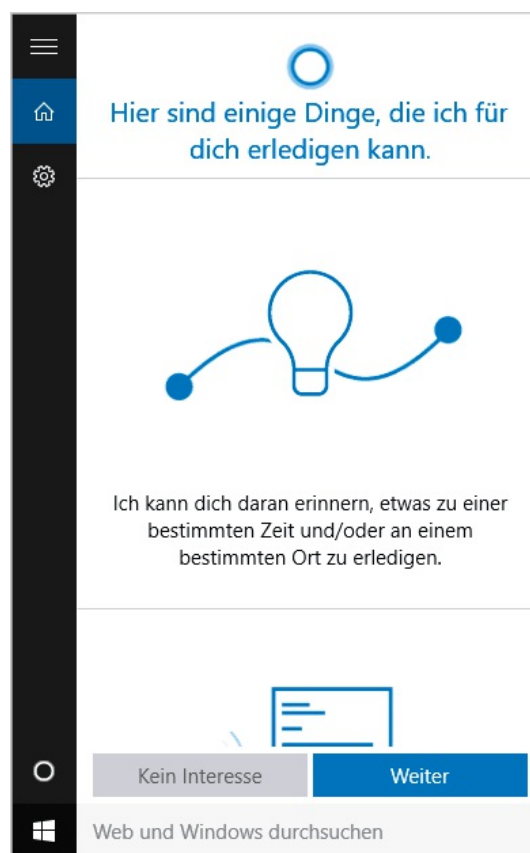 Hier sind einige Dinge, die ich für
dich erledigen kann.
Ich kann dich daran erinnern, etwas zu einer
bestimmten Zeit und/oder an einem
bestimmten Ort zu erledigen.
Kein Interesse
Weiter
Web und Windows durchsuchen